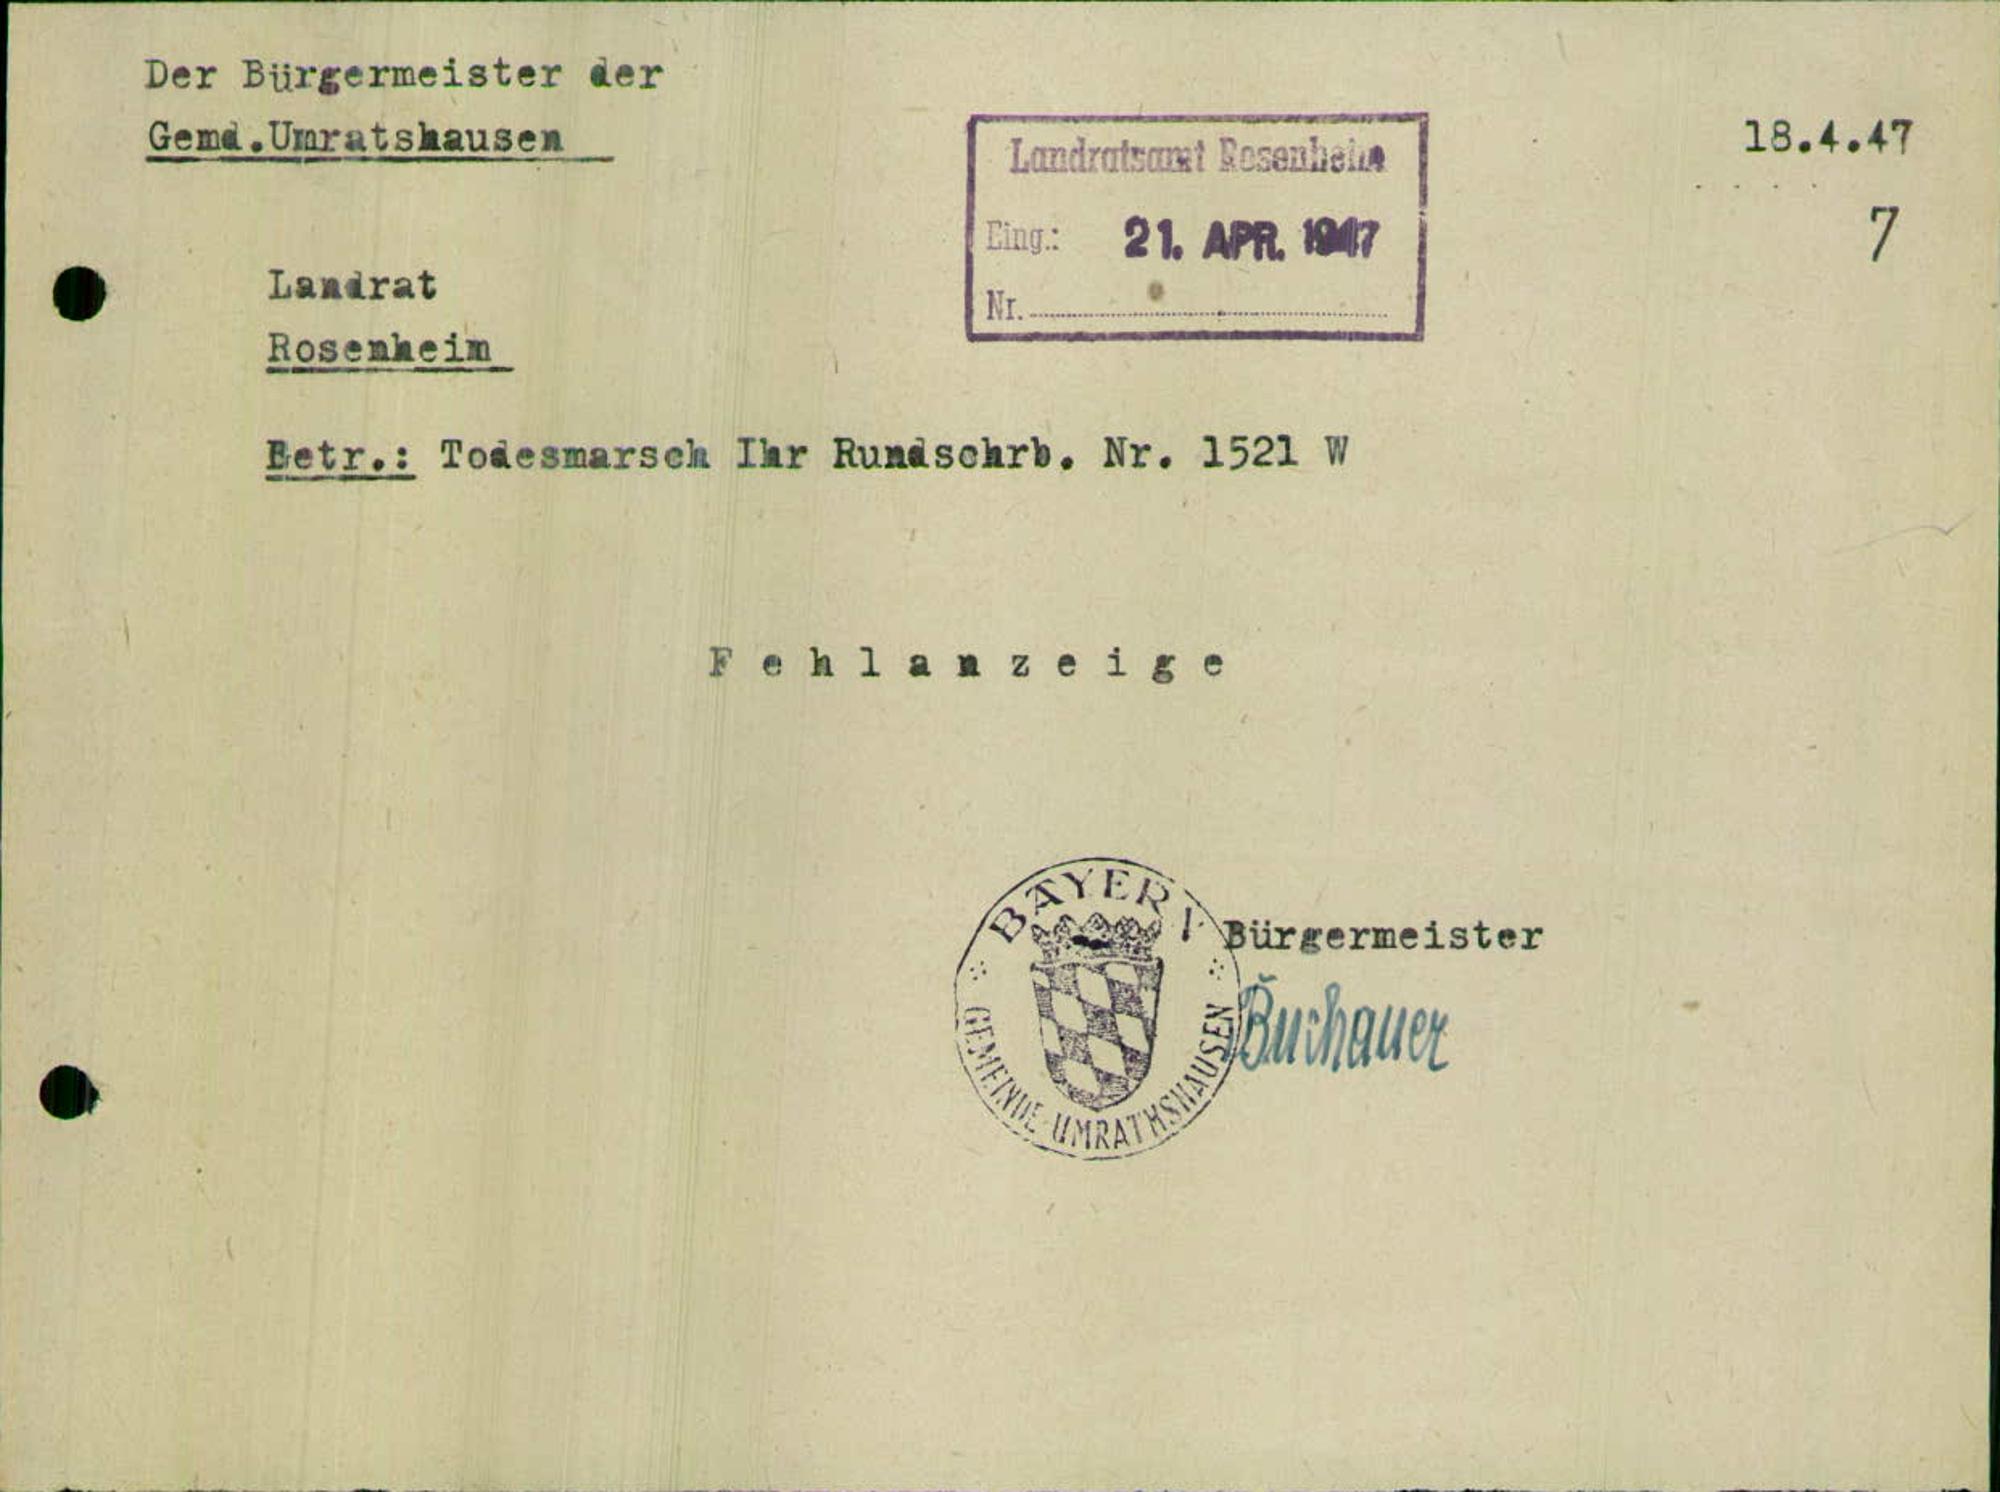 Der Bürgermeister der
Gemd.Umratshausen
18.4.47
7
Landratsamt Rosenheim
Eing.: 21. APR. 1947
Nr.
Landrat
Rosenheim
Betr.: Todesmarsch Ihr Rundschrb. Nr. 1521 W
F e h l a n z e i g e
BAYERN
GEMEINDE UMRATHSHAUSEN
Bürgermeister
Buchauer